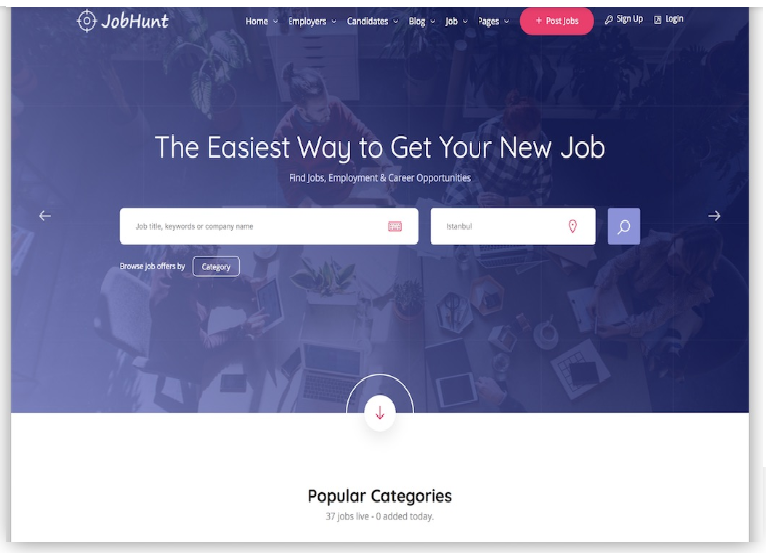 JobHunt
Home Employers Candidates Blog Job Pages + Post Jobs Sign Up Login
The Easiest Way to Get Your New Job
Find Jobs, Employment & Career Opportunities
Job title, keywords or company name Istanbul
Browse job offers by Category
Popular Categories
37 jobs live - 0 added today.